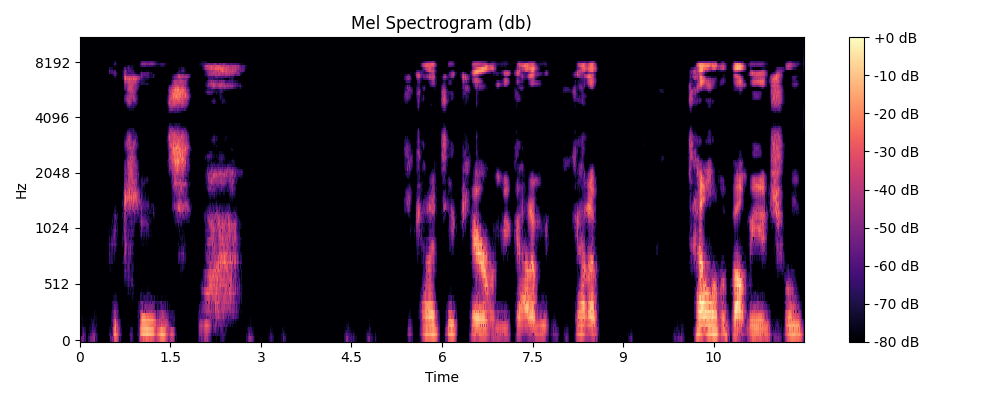 Mel Spectrogram (db)
8192
4096
2048
1024
512
0
Hz
0 1.5 3 4.5 6 7.5 9 10
Time
+0 dB
-10 dB
-20 dB
-30 dB
-40 dB
-50 dB
-60 dB
-70 dB
-80 dB